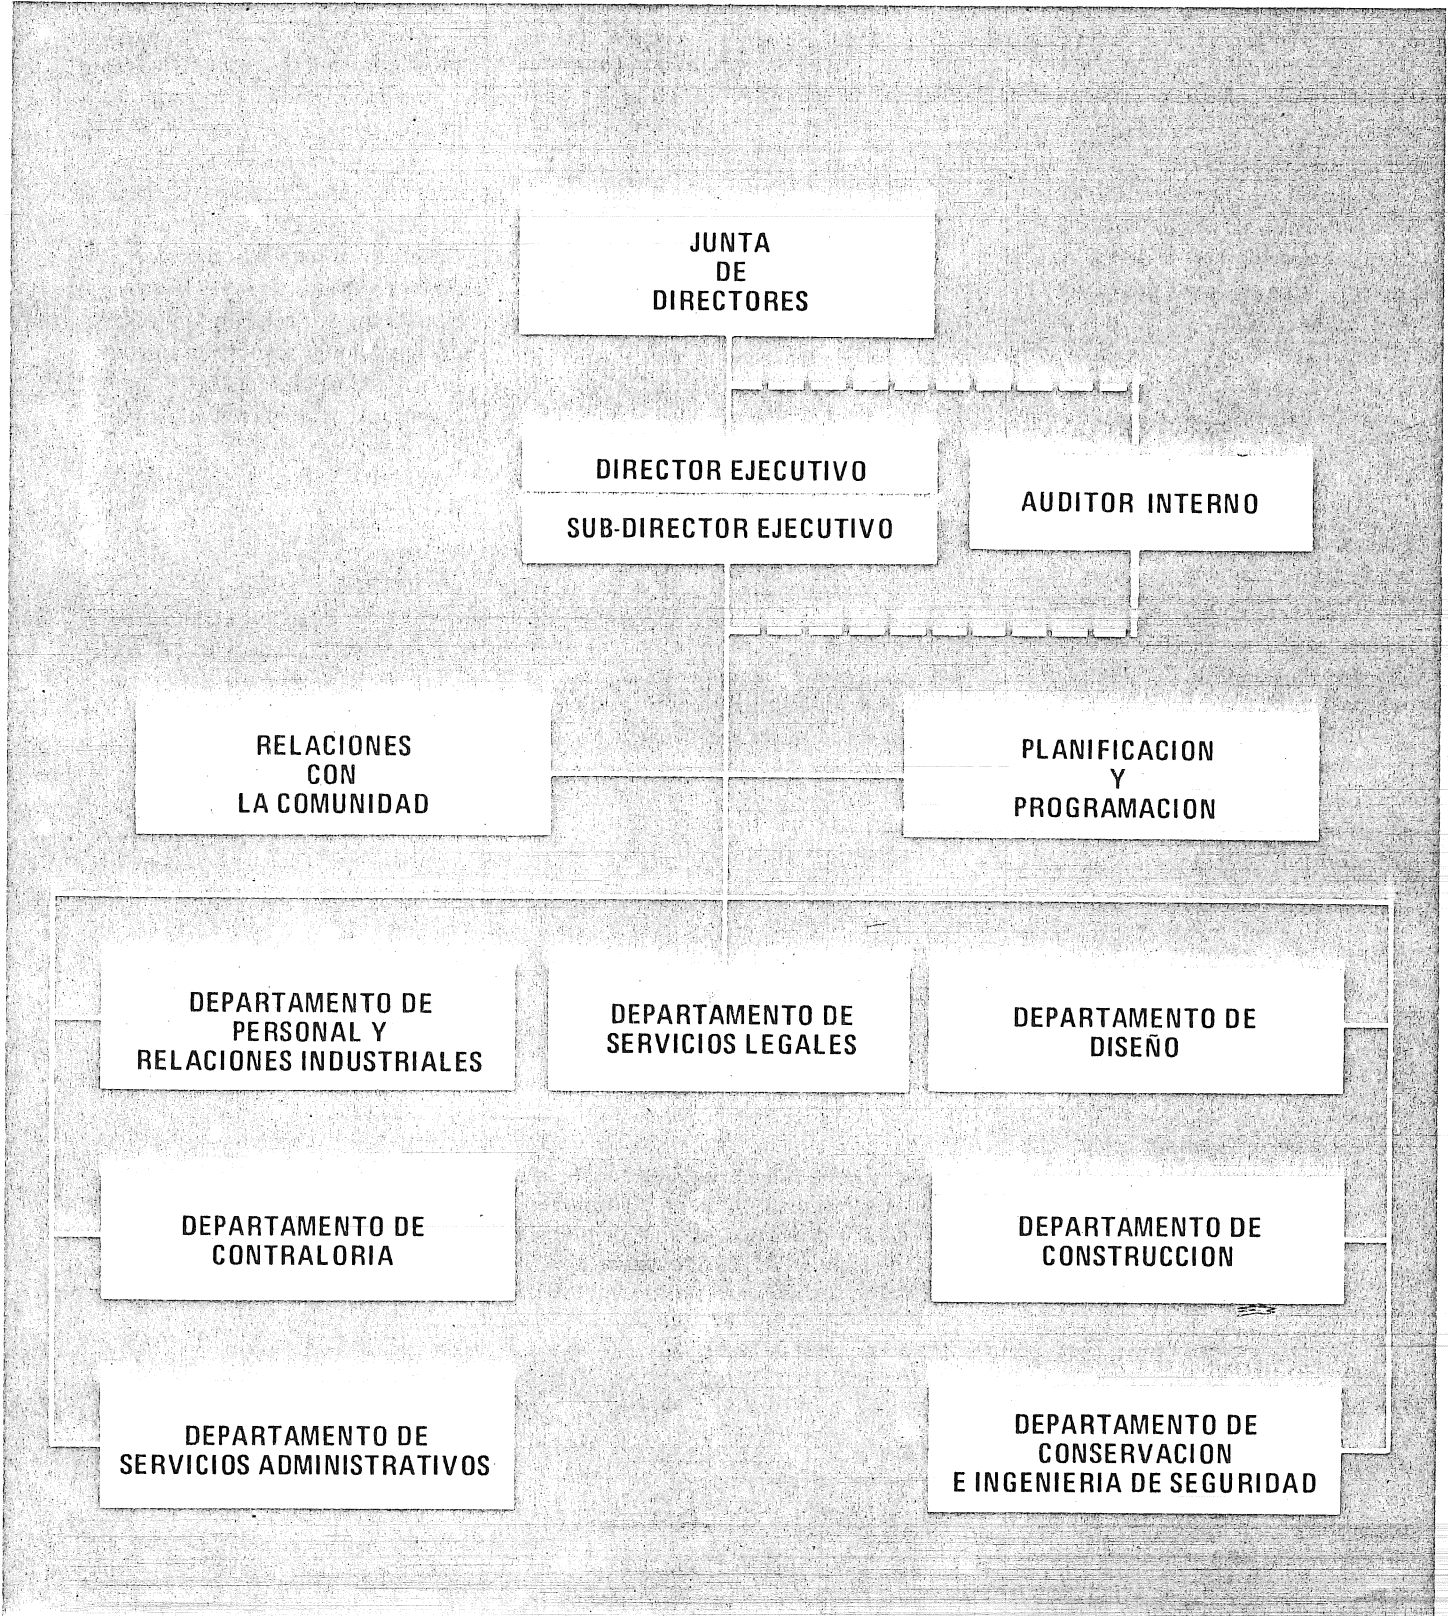 JUNTA
DE
DIRECTORES
DIRECTOR EJECUTIVO
SUB-DIRECTOR EJECUTIVO
AUDITOR INTERNO
RELACIONES
CON
LA COMUNIDAD
PLANIFICACION
Y
PROGRAMACION
DEPARTAMENTO DE
PERSONAL Y
RELACIONES INDUSTRIALES
DEPARTAMENTO DE
SERVICIOS LEGALES
DEPARTAMENTO DE
DISEÑO
DEPARTAMENTO DE
CONTRALORIA
DEPARTAMENTO DE
CONSTRUCCION
DEPARTAMENTO DE
SERVICIOS ADMINISTRATIVOS
DEPARTAMENTO DE
CONSERVACION
E INGENIERIA DE SEGURIDAD